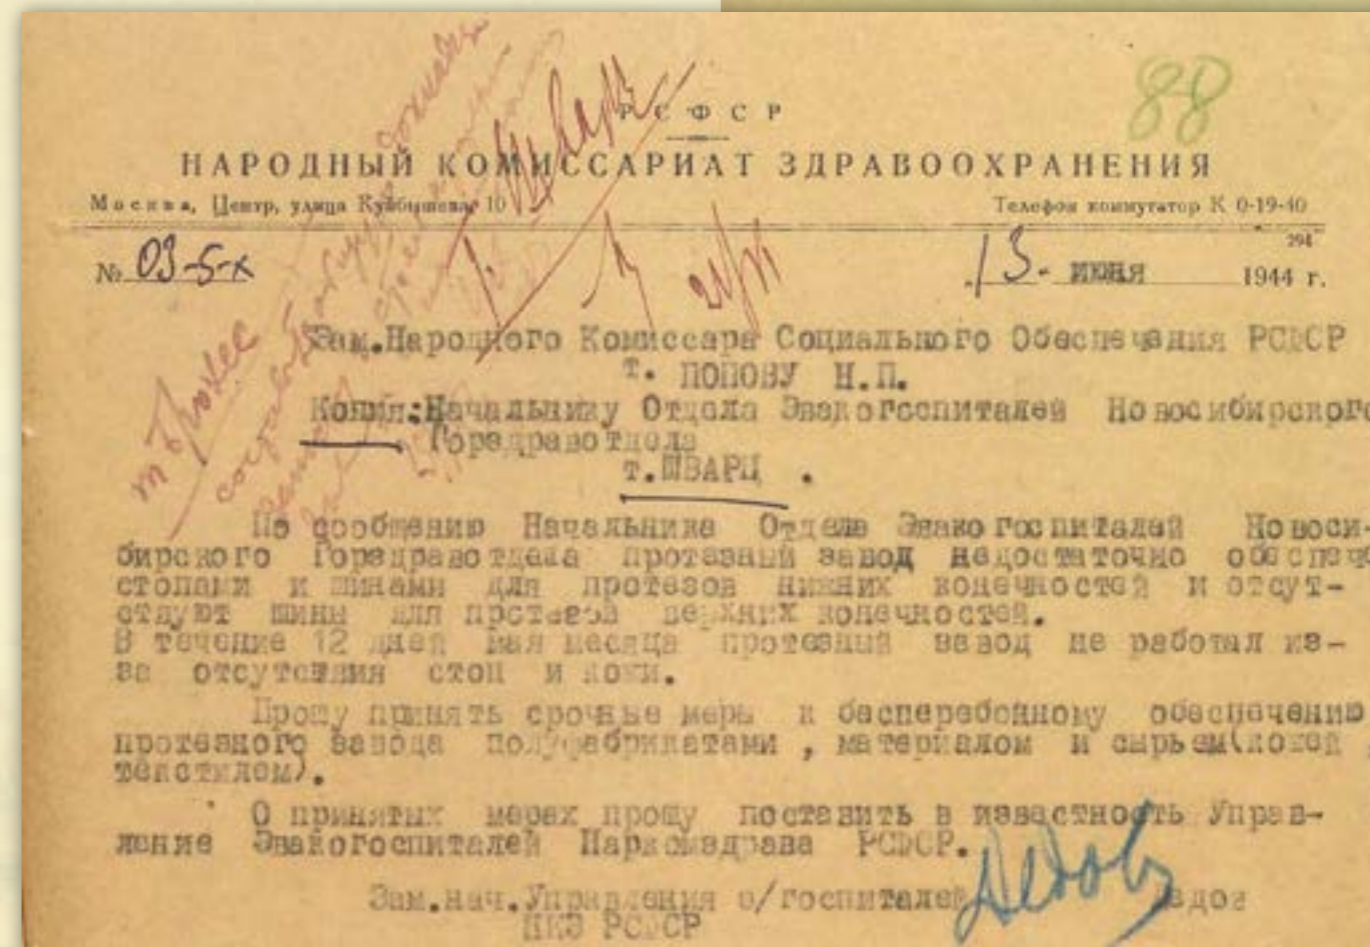 88
РСФСР
НАРОДНЫЙ КОМИССАРИАТ ЗДРАВООХРАНЕНИЯ
Москва, Центр, улица Куйбышева, 10 Телефон коммутатор К 0-19-40
№ 03-5-х 13. июня 1944 г.
Зам.Народного Комиссара Социального Обеспечения РСФСР
т. ПОПОВУ Н.П.
Копия:Начальнику Отдела Эвакогоспиталей Новосибирского
Горздравотдела
т.ШВАРЦ .
По сообщению Начальника Отдела Эвакогоспиталей Новоси-
бирского Горздравотдела протезный завод недостаточно обеспече
стопами и шинами для протезов нижних конечностей и отсут-
ствуют шины для протезов верхних конечностей.
В течение 12 дней мая месяца протезный завод не работал из-
за отсутствия стоп и кожи.
Прошу принять срочные меры к бесперебойному обеспечению
протезного завода полуфабрикатами , материалом и сырьем(кожей
текстилем).
О принятых мерах прошу поставить в известность Управ-
ление Эвакогоспиталей Наркомздрава РСФСР.
Зам.нач.Управления э/госпиталей
НКЗ РСФСР